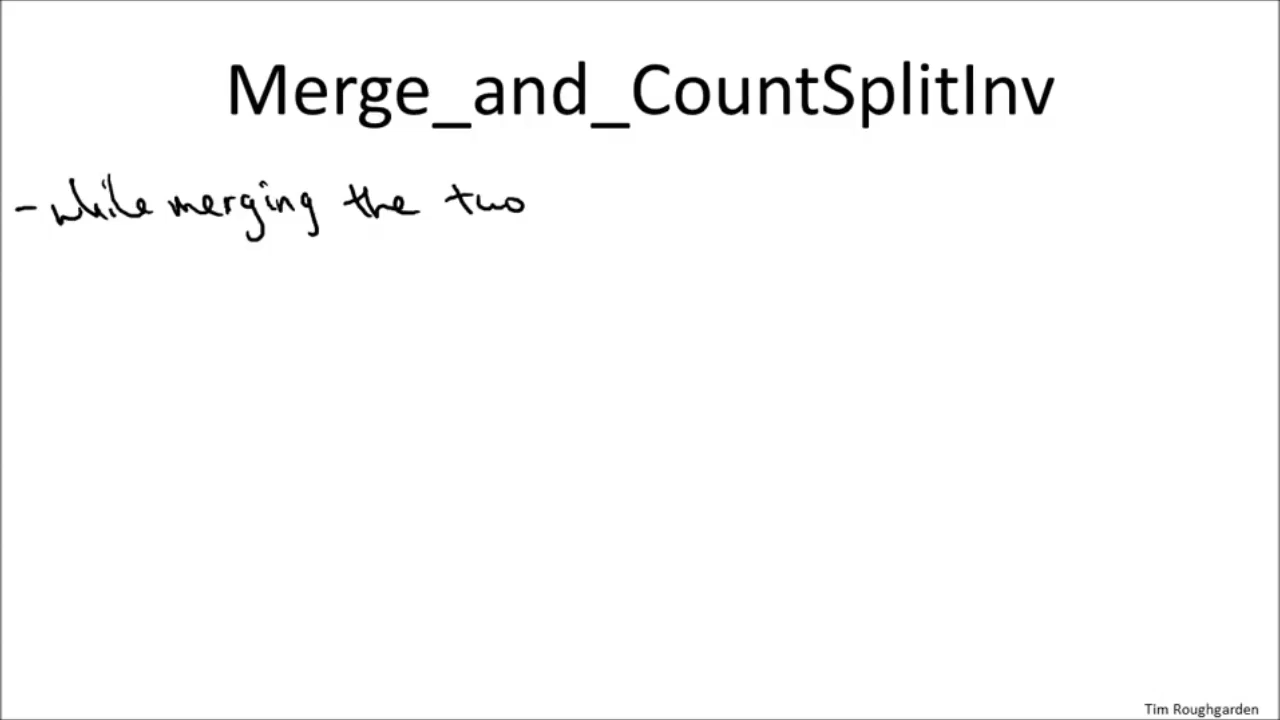 Merge_and_CountSplitInv
- while merging the two
Tim Roughgarden